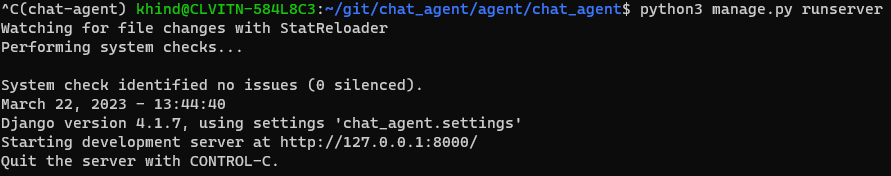 ^C(chat-agent) khind@CLVITN-584L8C3:~/git/chat_agent/agent/chat_agent$ python3 manage.py runserver
Watching for file changes with StatReloader
Performing system checks...

System check identified no issues (0 silenced).
March 22, 2023 - 13:44:40
Django version 4.1.7, using settings 'chat_agent.settings'
Starting development server at http://127.0.0.1:8000/
Quit the server with CONTROL-C.